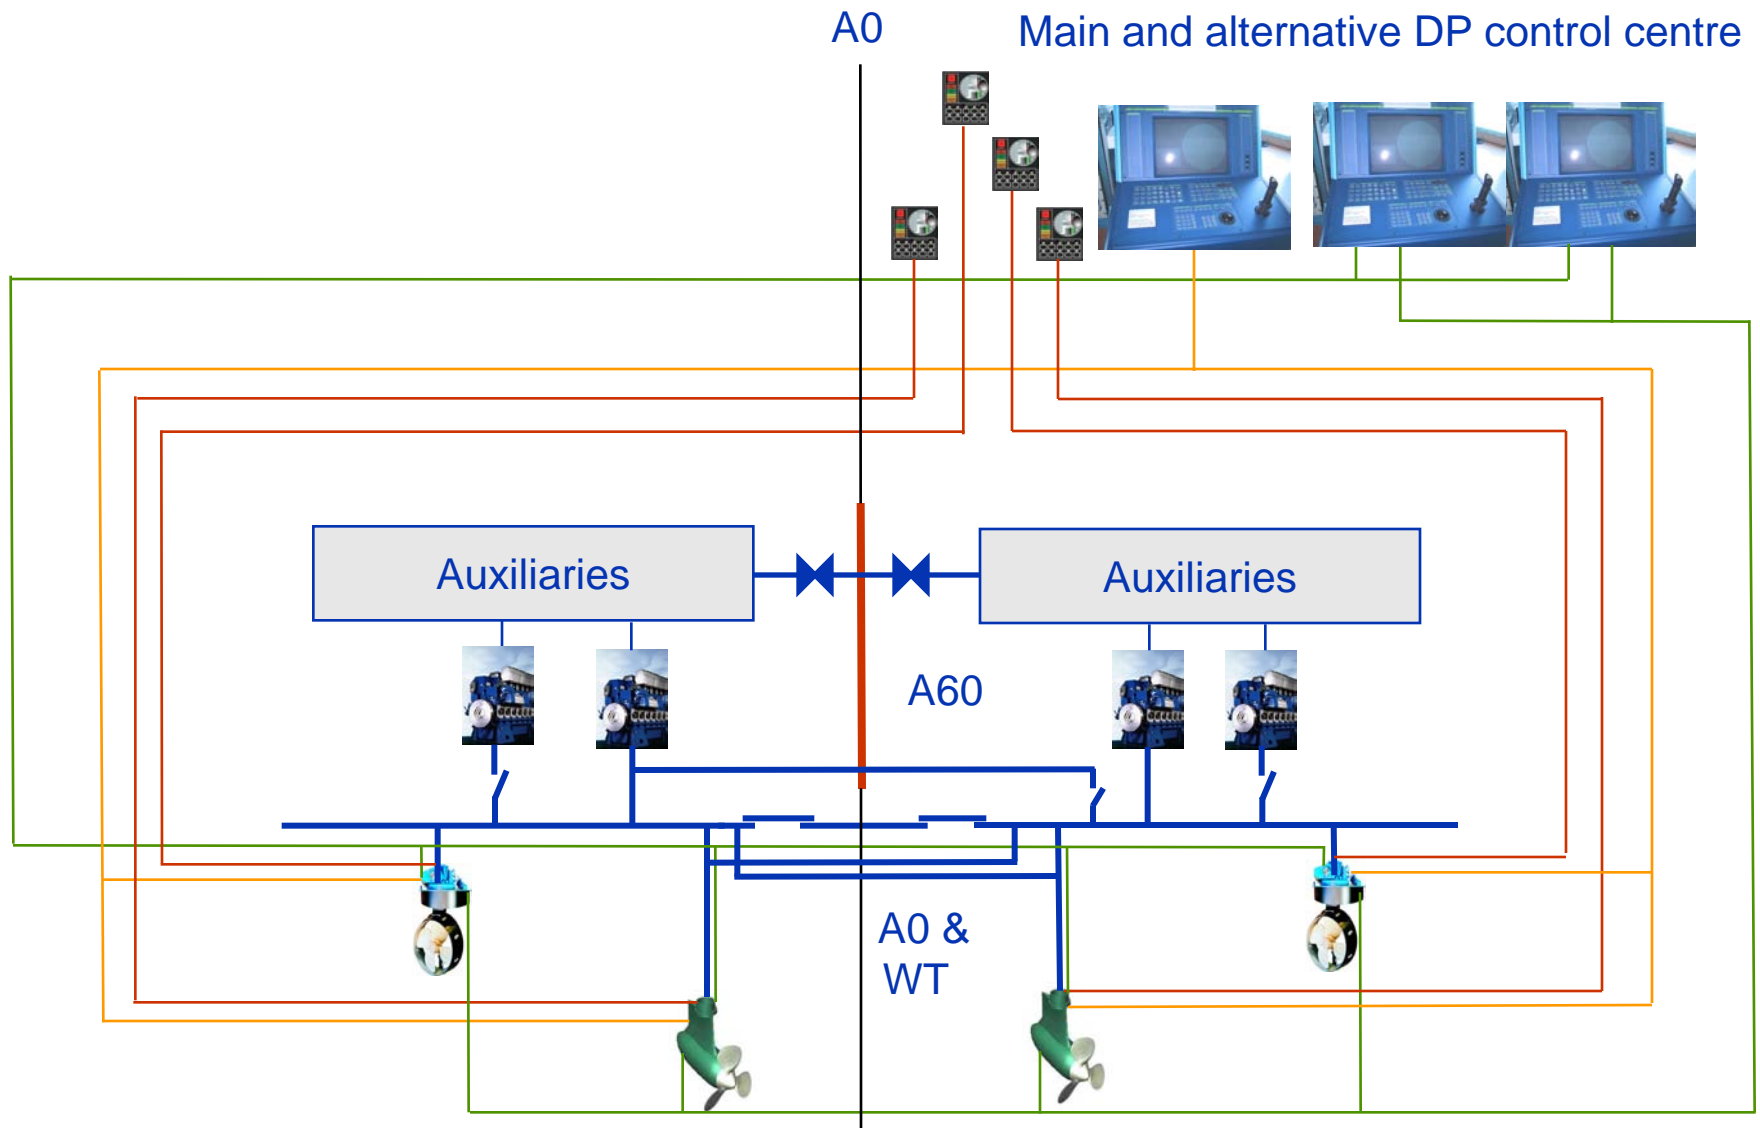 A0
Main and alternative DP control centre
Auxiliaries
Auxiliaries
A60
A0 &
WT